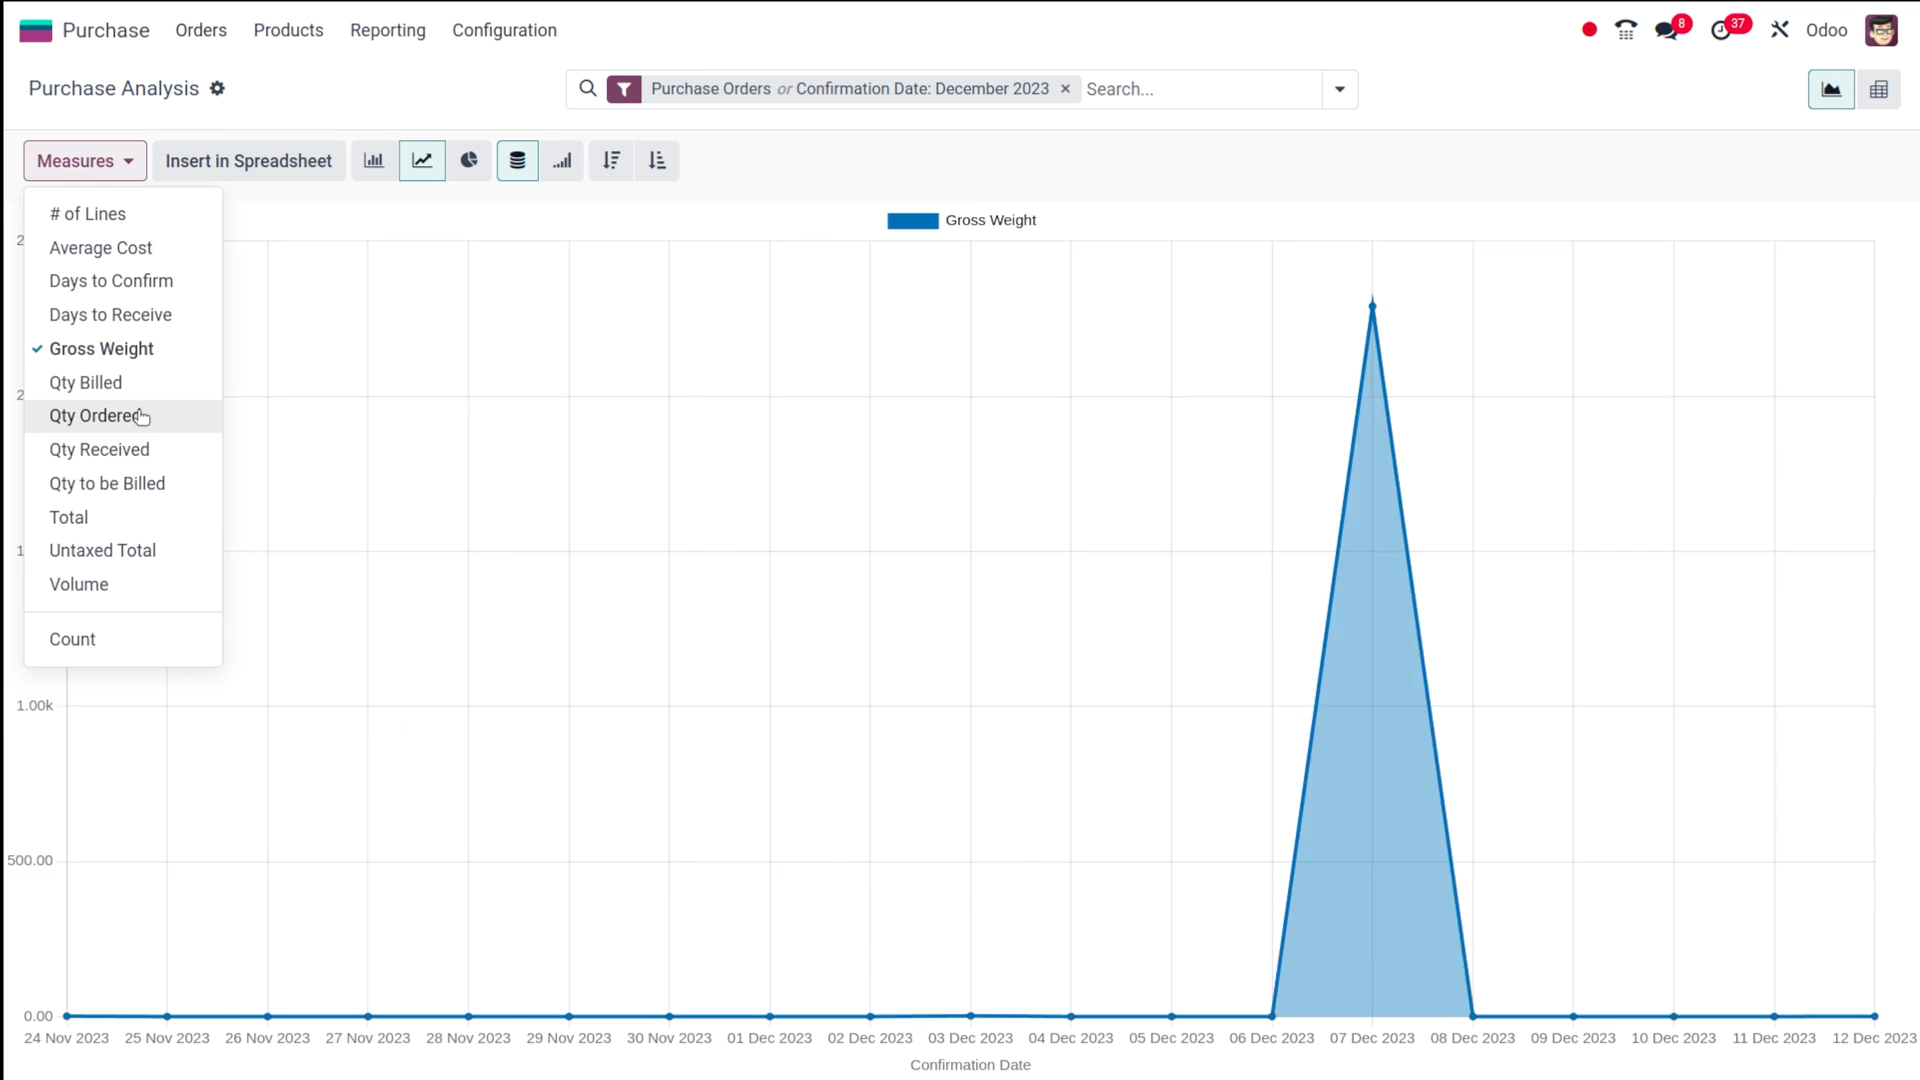 Purchase Orders Products Reporting Configuration 8 37 Odoo
Purchase Analysis Purchase Orders or Confirmation Date: December 2023 × Search...
Measures Insert in Spreadsheet
# of Lines
Average Cost
Days to Confirm
Days to Receive
Gross Weight
Qty Billed
Qty Ordered
Qty Received
Qty to be Billed
Total
Untaxed Total
Volume
Count
Gross Weight
2
2
1
1.00k
500.00
0.00
24 Nov 2023 25 Nov 2023 26 Nov 2023 27 Nov 2023 28 Nov 2023 29 Nov 2023 30 Nov 2023 01 Dec 2023 02 Dec 2023 03 Dec 2023 04 Dec 2023 05 Dec 2023 06 Dec 2023 07 Dec 2023 08 Dec 2023 09 Dec 2023 10 Dec 2023 11 Dec 2023 12 Dec 2023
Confirmation Date